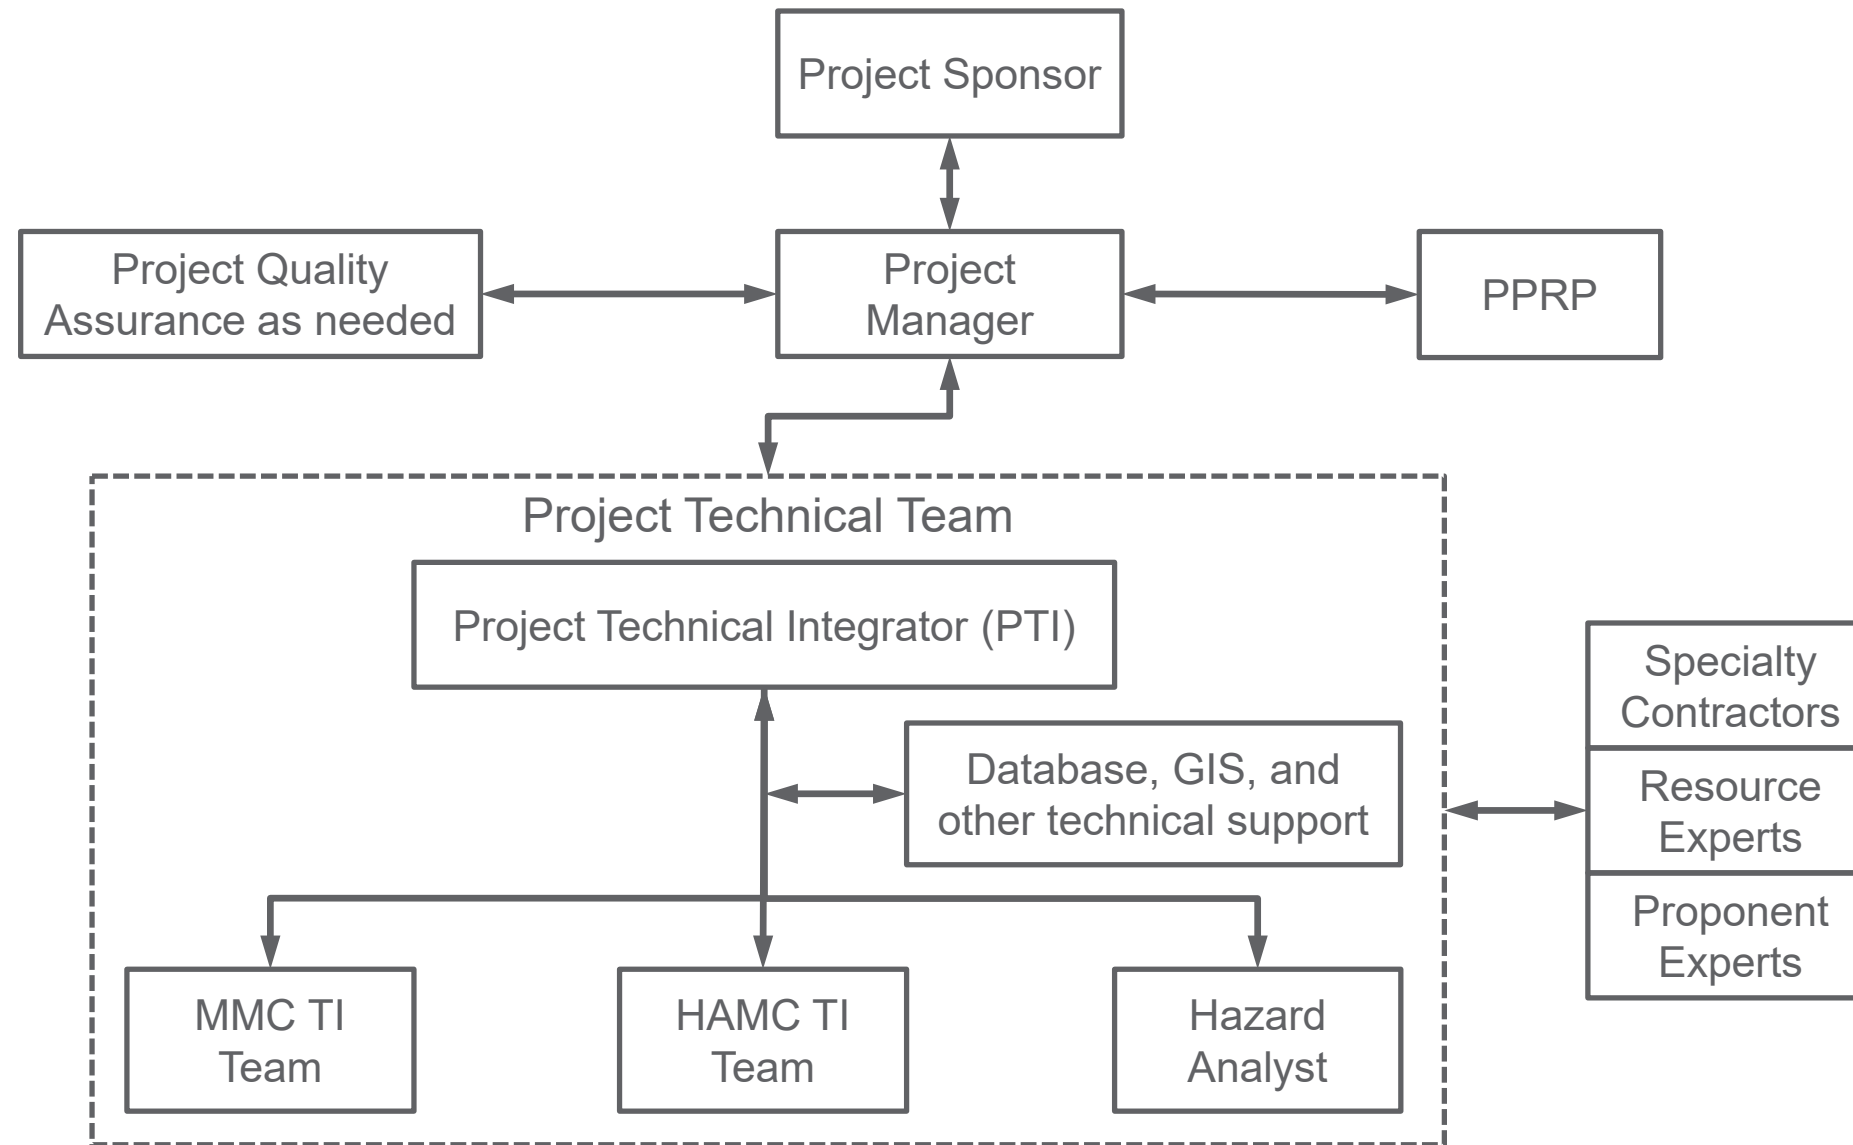 Project Sponsor
Project Quality
Assurance as needed
Project
Manager
PPRP
Project Technical Team
Project Technical Integrator (PTI)
Database, GIS, and
other technical support
Specialty
Contractors
Resource
Experts
Proponent
Experts
MMC TI
Team
HAMC TI
Team
Hazard
Analyst